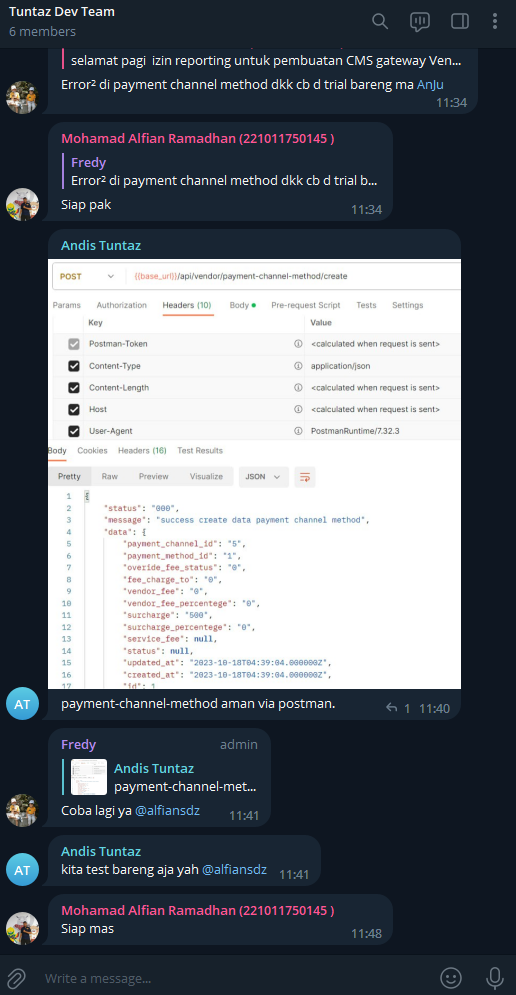 Tuntaz Dev Team
6 members
selamat pagi izin reporting untuk pembuatan CMS gateway Ven...
Error² di payment channel method dkk cb d trial bareng ma AnJu
11:34
Mohamad Alfian Ramadhan (221011750145 )
Fredy
Error² di payment channel method dkk cb d trial b...
Siap pak
11:34
Andis Tuntaz
POST {{base_url}}/api/vendor/payment-channel-method/create
Params Authorization Headers (10) Body Pre-request Script Tests Settings
Key Value
Postman-Token <calculated when request is sent>
Content-Type application/json
Content-Length <calculated when request is sent>
Host <calculated when request is sent>
User-Agent PostmanRuntime/7.32.3
Body Cookies Headers (16) Test Results
Pretty Raw Preview Visualize JSON
1 {
2 "status": "000",
3 "message": "success create data payment channel method",
4 "data": {
5 "payment_channel_id": "5",
6 "payment_method_id": "1",
7 "overide_fee_status": "0",
8 "fee_charge_to": "0",
9 "vendor_fee": "0",
10 "vendor_fee_percentege": "0",
11 "surcharge": "500",
12 "surcharge_percentege": "0",
13 "service_fee": null,
14 "status": null,
15 "updated_at": "2023-10-18T04:39:04.000000Z",
16 "created_at": "2023-10-18T04:39:04.000000Z",
17 "id": 1
AT
payment-channel-method aman via postman.
1 11:40
Fredy admin
Andis Tuntaz
payment-channel-met...
Coba lagi ya @alfiansdz
11:41
Andis Tuntaz
AT
kita test bareng aja yah @alfiansdz
11:41
Mohamad Alfian Ramadhan (221011750145 )
Siap mas
11:48
Write a message...